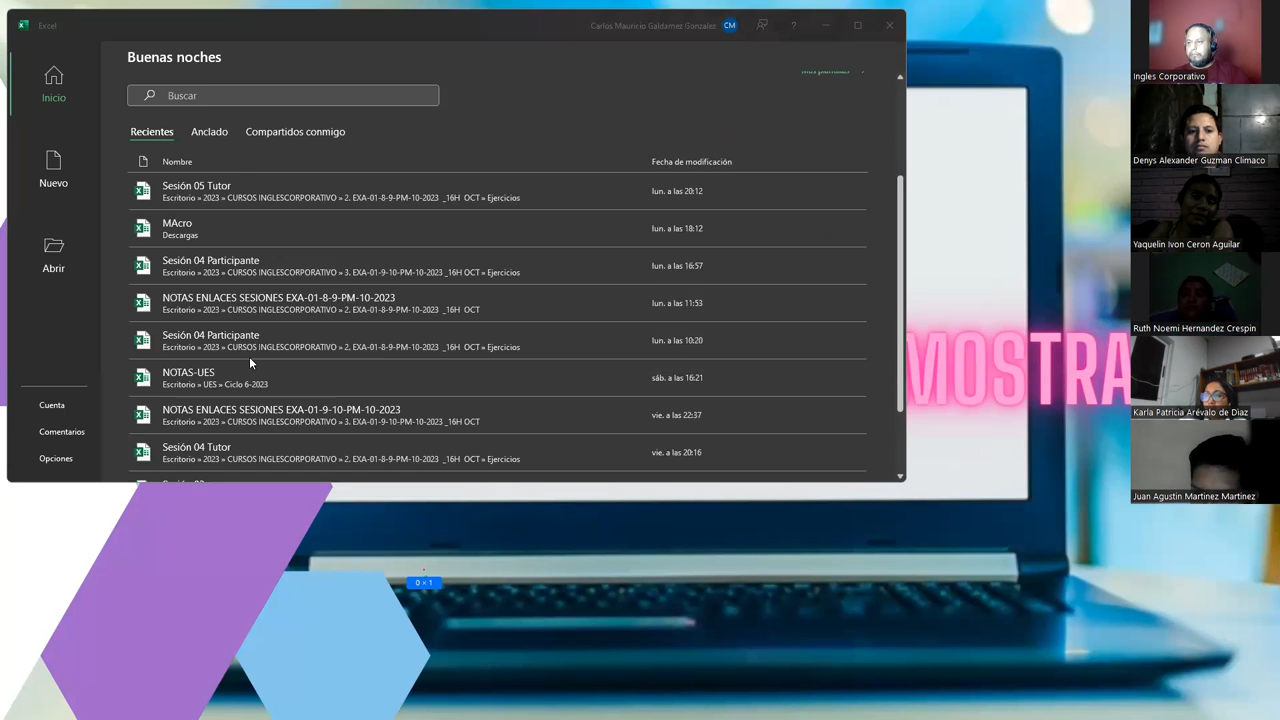 Excel
Carlos Mauricio Galdamez Gonzalez
CM
?
Buenas noches
Buscar
Recientes
Anclado
Compartidos conmigo
Nombre
Fecha de modificación
Sesión 05 Tutor
Escritorio » 2023 » CURSOS INGLESCORPORATIVO » 2. EXA-01-8-9-PM-10-2023 _16H OCT » Ejercicios
lun. a las 20:12
MAcro
Descargas
lun. a las 18:12
Sesión 04 Participante
Escritorio » 2023 » CURSOS INGLESCORPORATIVO » 3. EXA-01-9-10-PM-10-2023 _16H OCT » Ejercicios
lun. a las 16:57
NOTAS ENLACES SESIONES EXA-01-8-9-PM-10-2023
Escritorio » 2023 » CURSOS INGLESCORPORATIVO » 2. EXA-01-8-9-PM-10-2023 _16H OCT
lun. a las 11:53
Sesión 04 Participante
Escritorio » 2023 » CURSOS INGLESCORPORATIVO » 2. EXA-01-8-9-PM-10-2023 _16H OCT » Ejercicios
lun. a las 10:20
NOTAS-UES
Escritorio » UES » Ciclo 6-2023
sáb. a las 16:21
NOTAS ENLACES SESIONES EXA-01-9-10-PM-10-2023
Escritorio » 2023 » CURSOS INGLESCORPORATIVO » 3. EXA-01-9-10-PM-10-2023 _16H OCT
vie. a las 22:37
Sesión 04 Tutor
Escritorio » 2023 » CURSOS INGLESCORPORATIVO » 2. EXA-01-8-9-PM-10-2023 _16H OCT » Ejercicios
vie. a las 20:16
Inicio
Nuevo
Abrir
Cuenta
Comentarios
Opciones
MOSTRA
0 × 1
Ingles Corporativo
Denys Alexander Guzman Climaco
Yaquelin Ivon Ceron Aguilar
Ruth Noemi Hernandez Crespin
Karla Patricia Arévalo de Diaz
Juan Agustin Martinez Martinez